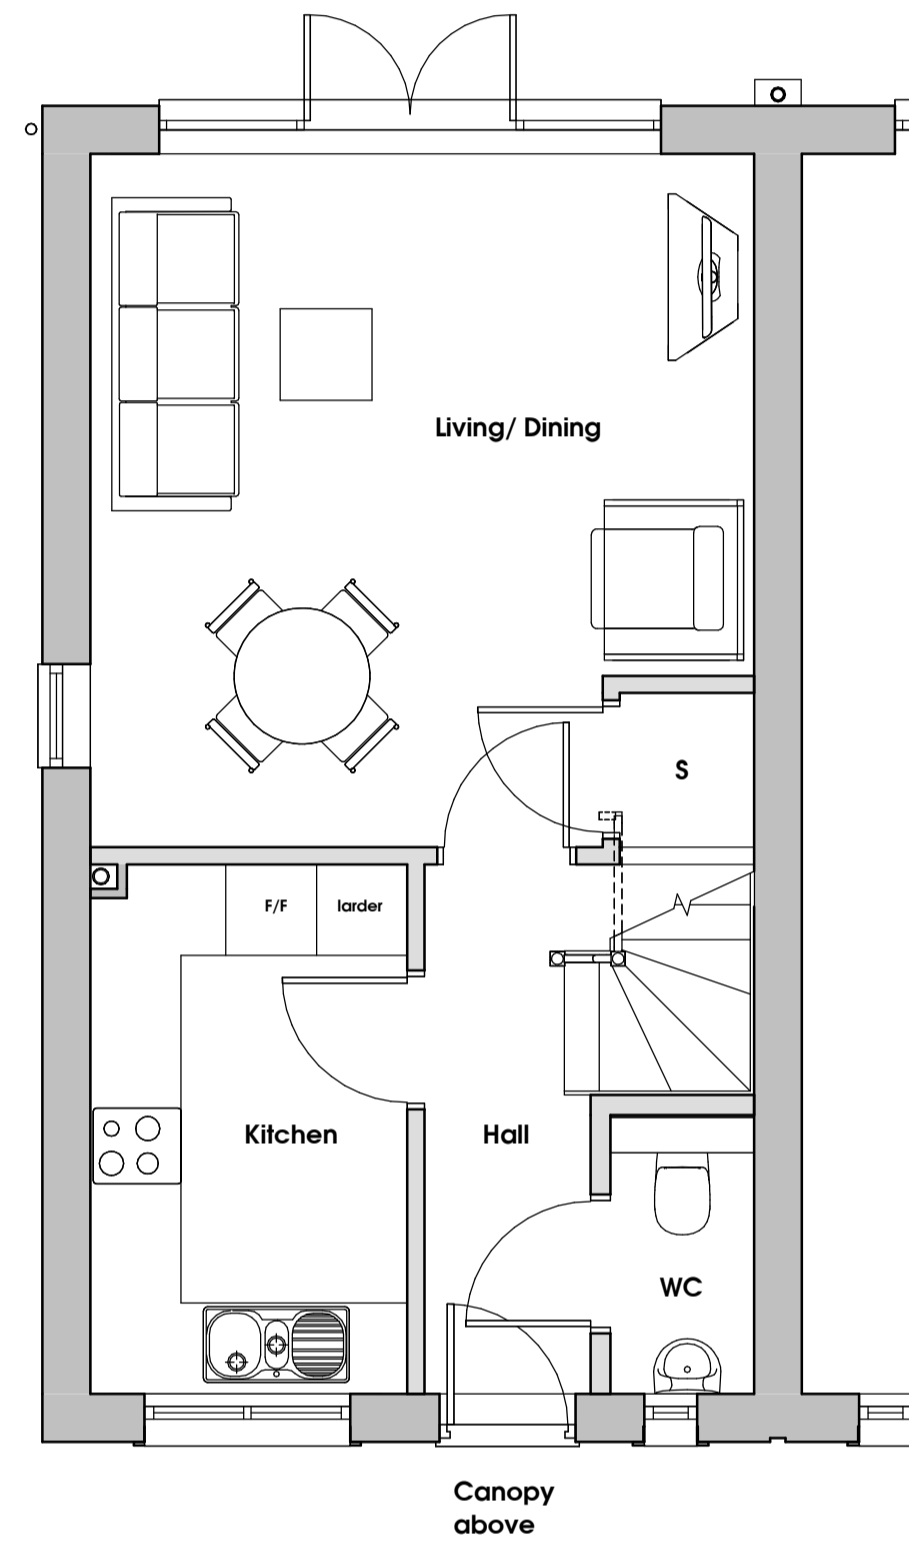 Living/ Dining
S
F/F
larder
Kitchen
Hall
WC
Canopy
above